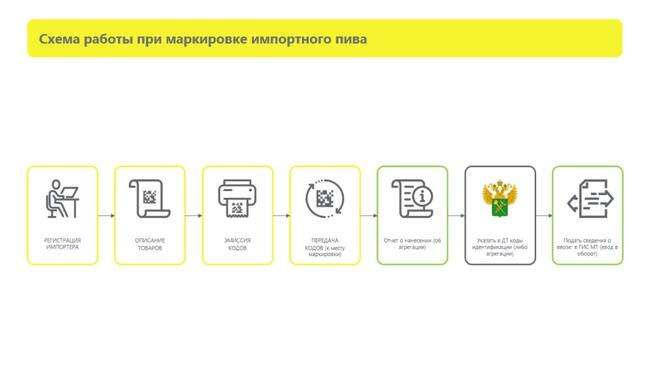 Схема работы при маркировке импортного пива
РЕГИСТРАЦИЯ
ИМПОРТЕРА
ОПИСАНИЕ
ТОВАРОВ
ЭМИССИЯ
КОДОВ
ПЕРЕДАЧА
КОДОВ (к месту
маркировки)
Отчет о нанесении (об
агрегации)
Указать в ДТ коды
идентификации (либо
агрегации)
Подать сведения о
ввозе в ГИС МТ (ввод в
оборот)